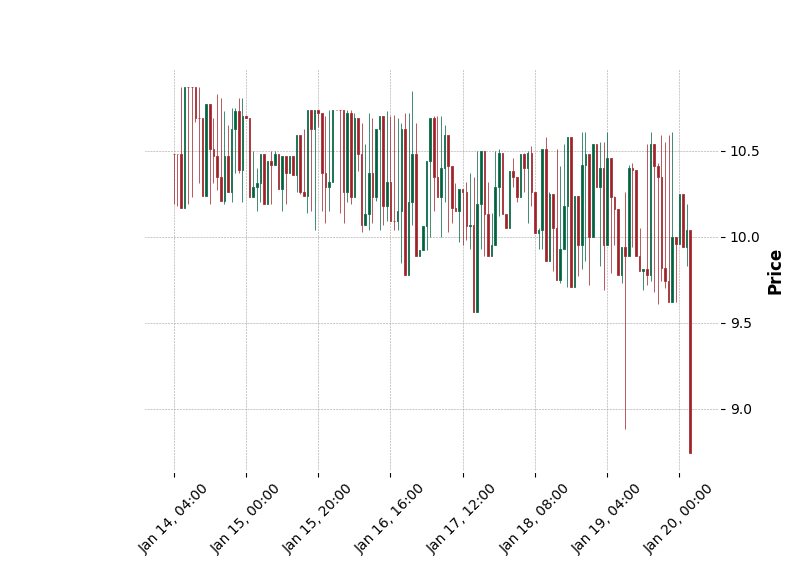 10.5
10.0
9.5
9.0
Price
Jan 14, 04:00
Jan 15, 00:00
Jan 15, 20:00
Jan 16, 16:00
Jan 17, 12:00
Jan 18, 08:00
Jan 19, 04:00
Jan 20, 00:00